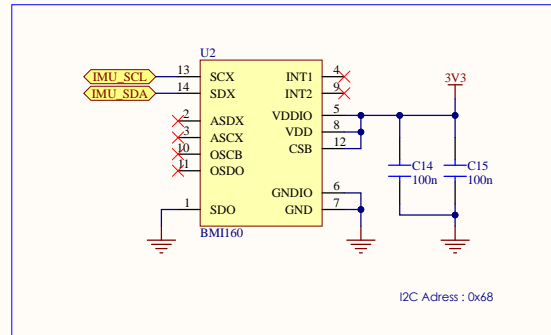 U2
IMU_SCL 13 SCX INT1 4
IMU_SDA 14 SDX INT2 9
3V3
2 ASDX VDDIO 5
3 ASCX VDD 8
10 OSCB CSB 12
11 OSDO
C14 100n
C15 100n
GNDIO 6
1 SDO GND 7
BMI160
I2C Adress : 0x68